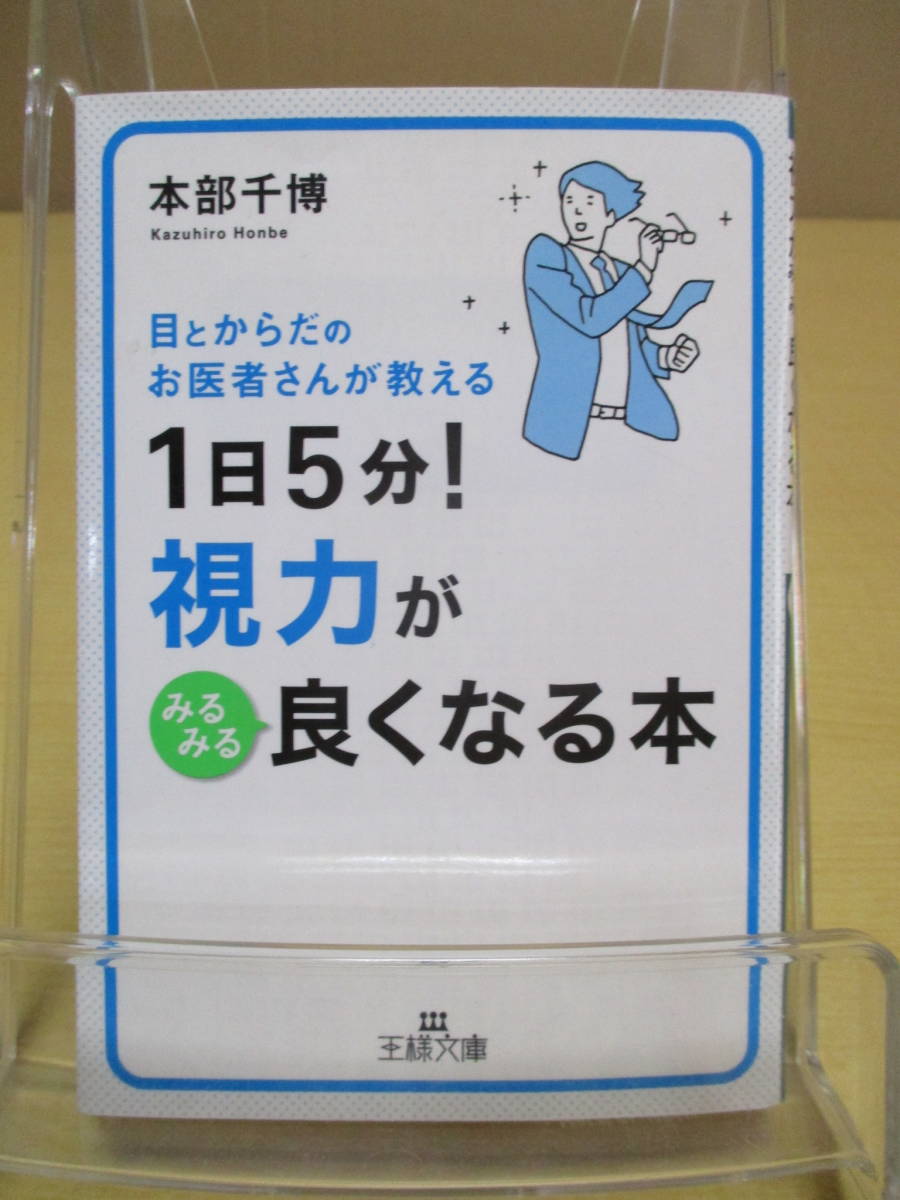 本部千博
Kazuhiro Honbe
目とからだの
お医者さんが教える
1日5分!
視力が
みるみる
良くなる本
王様文庫